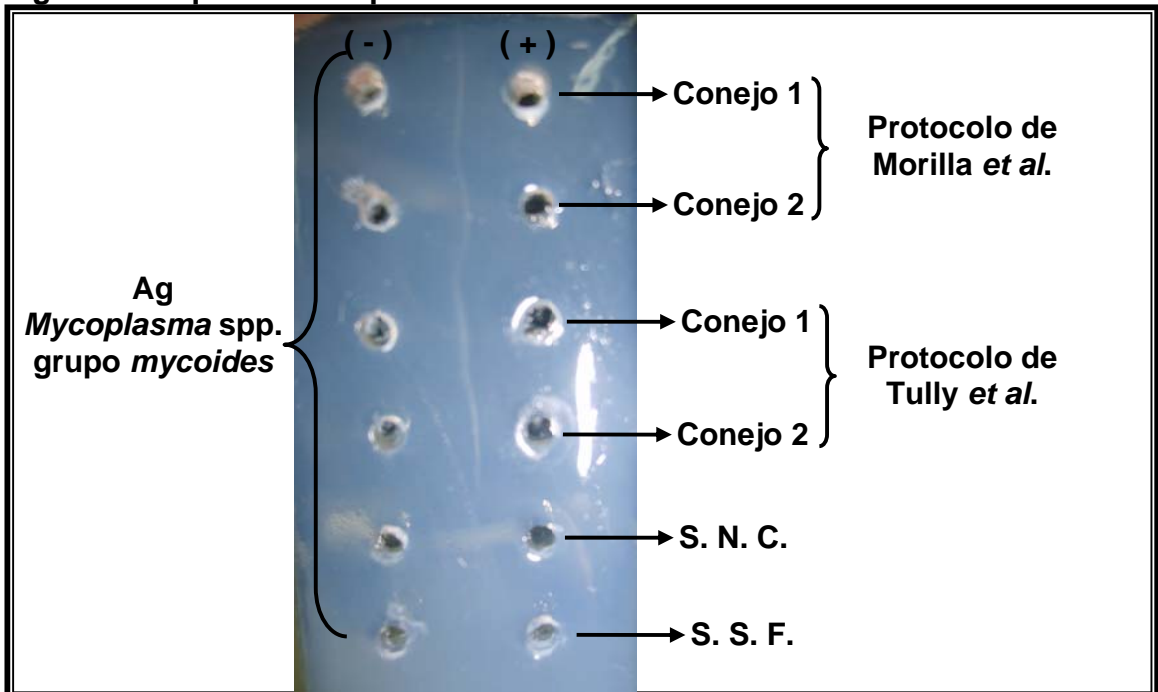 ( - )
( + )
Conejo 1
Protocolo de
Morilla et al.
Conejo 2
Ag
Mycoplasma spp.
grupo mycoides
Conejo 1
Protocolo de
Tully et al.
Conejo 2
S. N. C.
S. S. F.